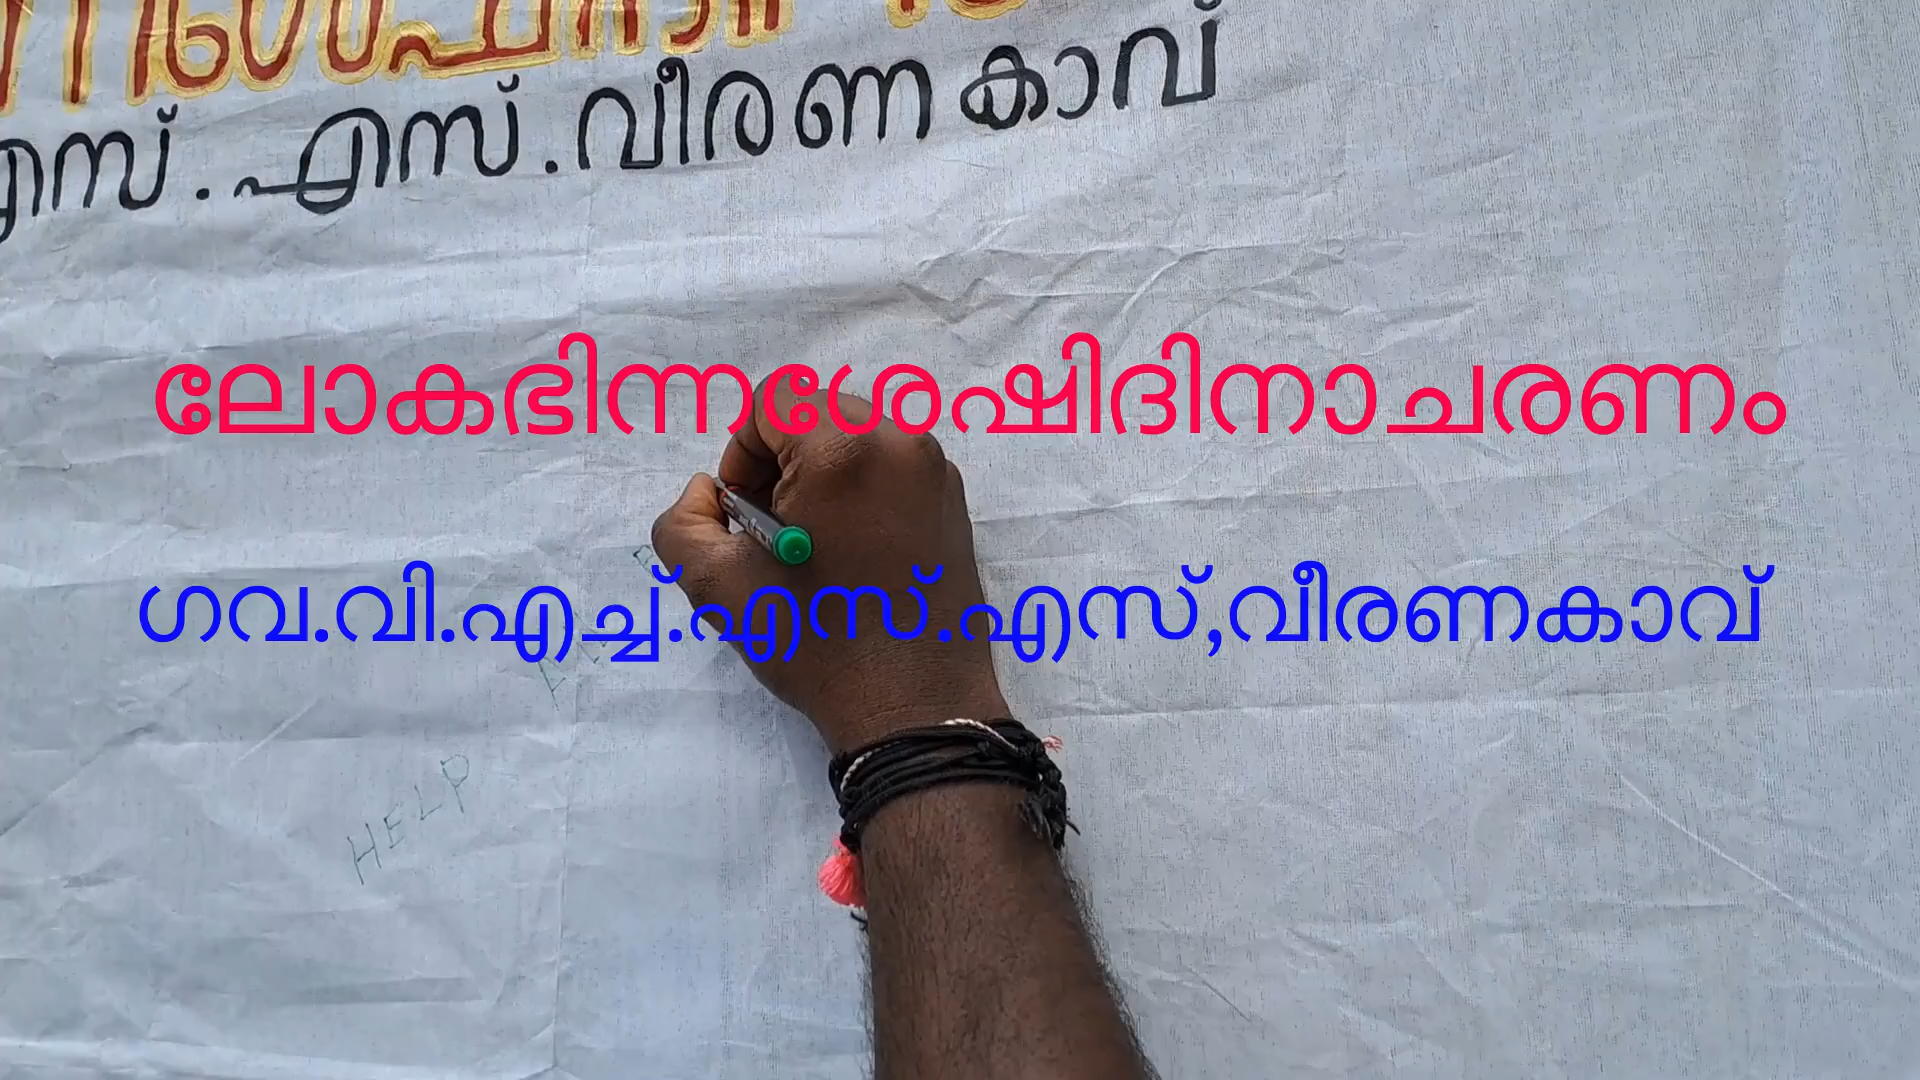 എസ്.എസ്.വീരണകാവ്
ലോകഭിന്നശേഷിദിനാചരണം
ഗവ.വി.എച്ച്.എസ്.എസ്,വീരണകാവ്
HELP